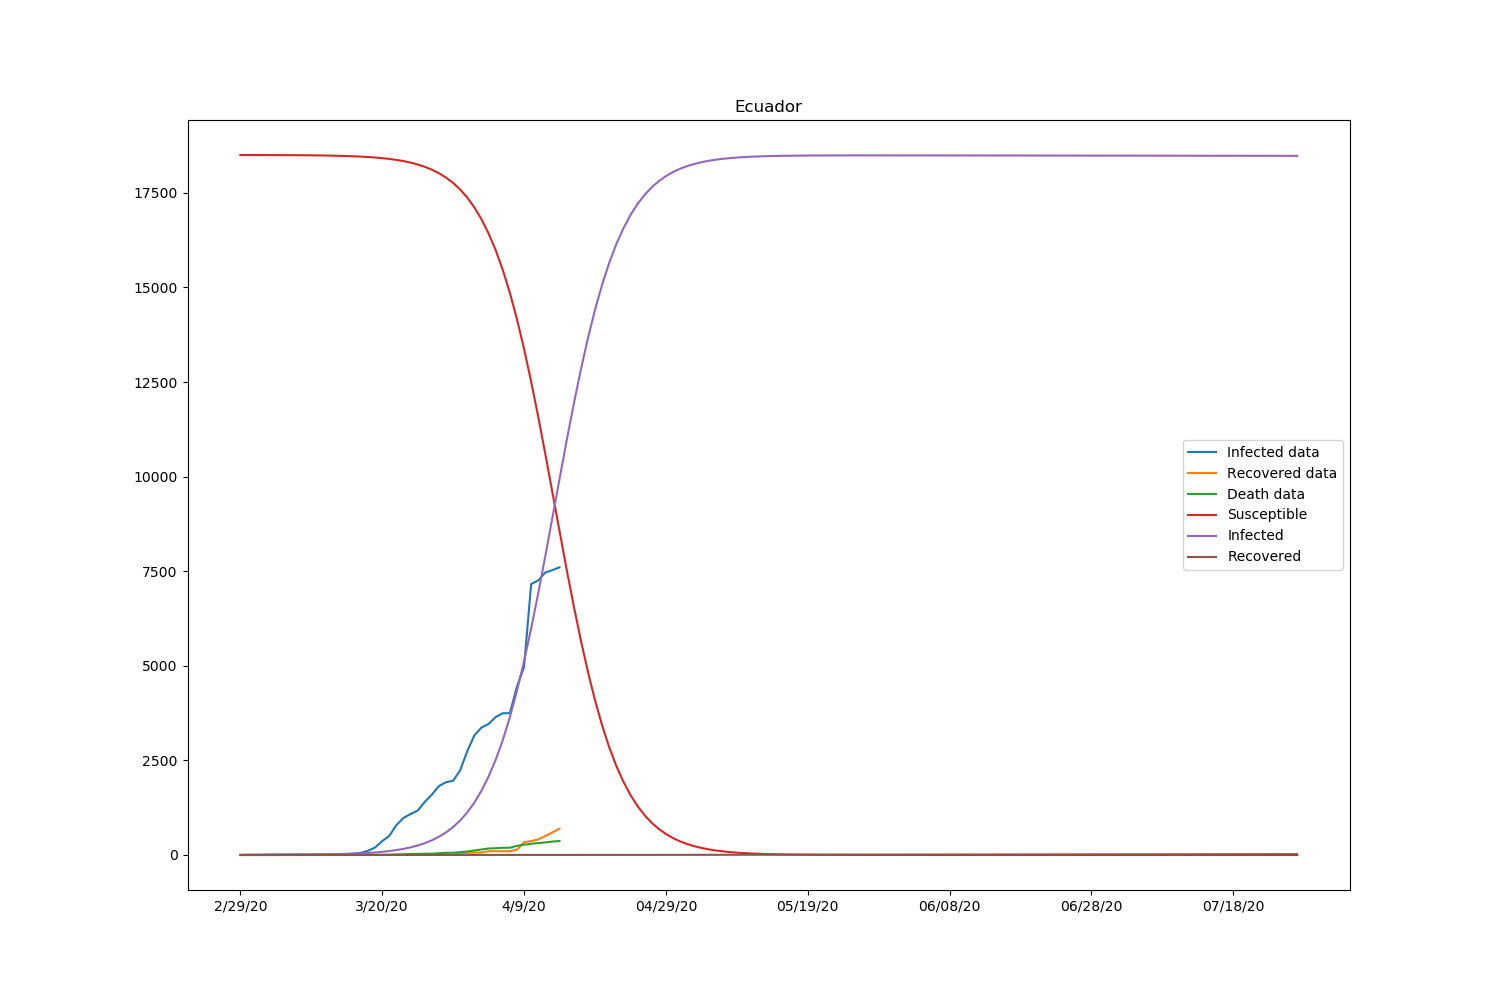 Ecuador
17500
15000
12500
10000
7500
5000
2500
0
Infected data
Recovered data
Death data
Susceptible
Infected
Recovered
2/29/20
3/20/20
4/9/20
04/29/20
05/19/20
06/08/20
06/28/20
07/18/20